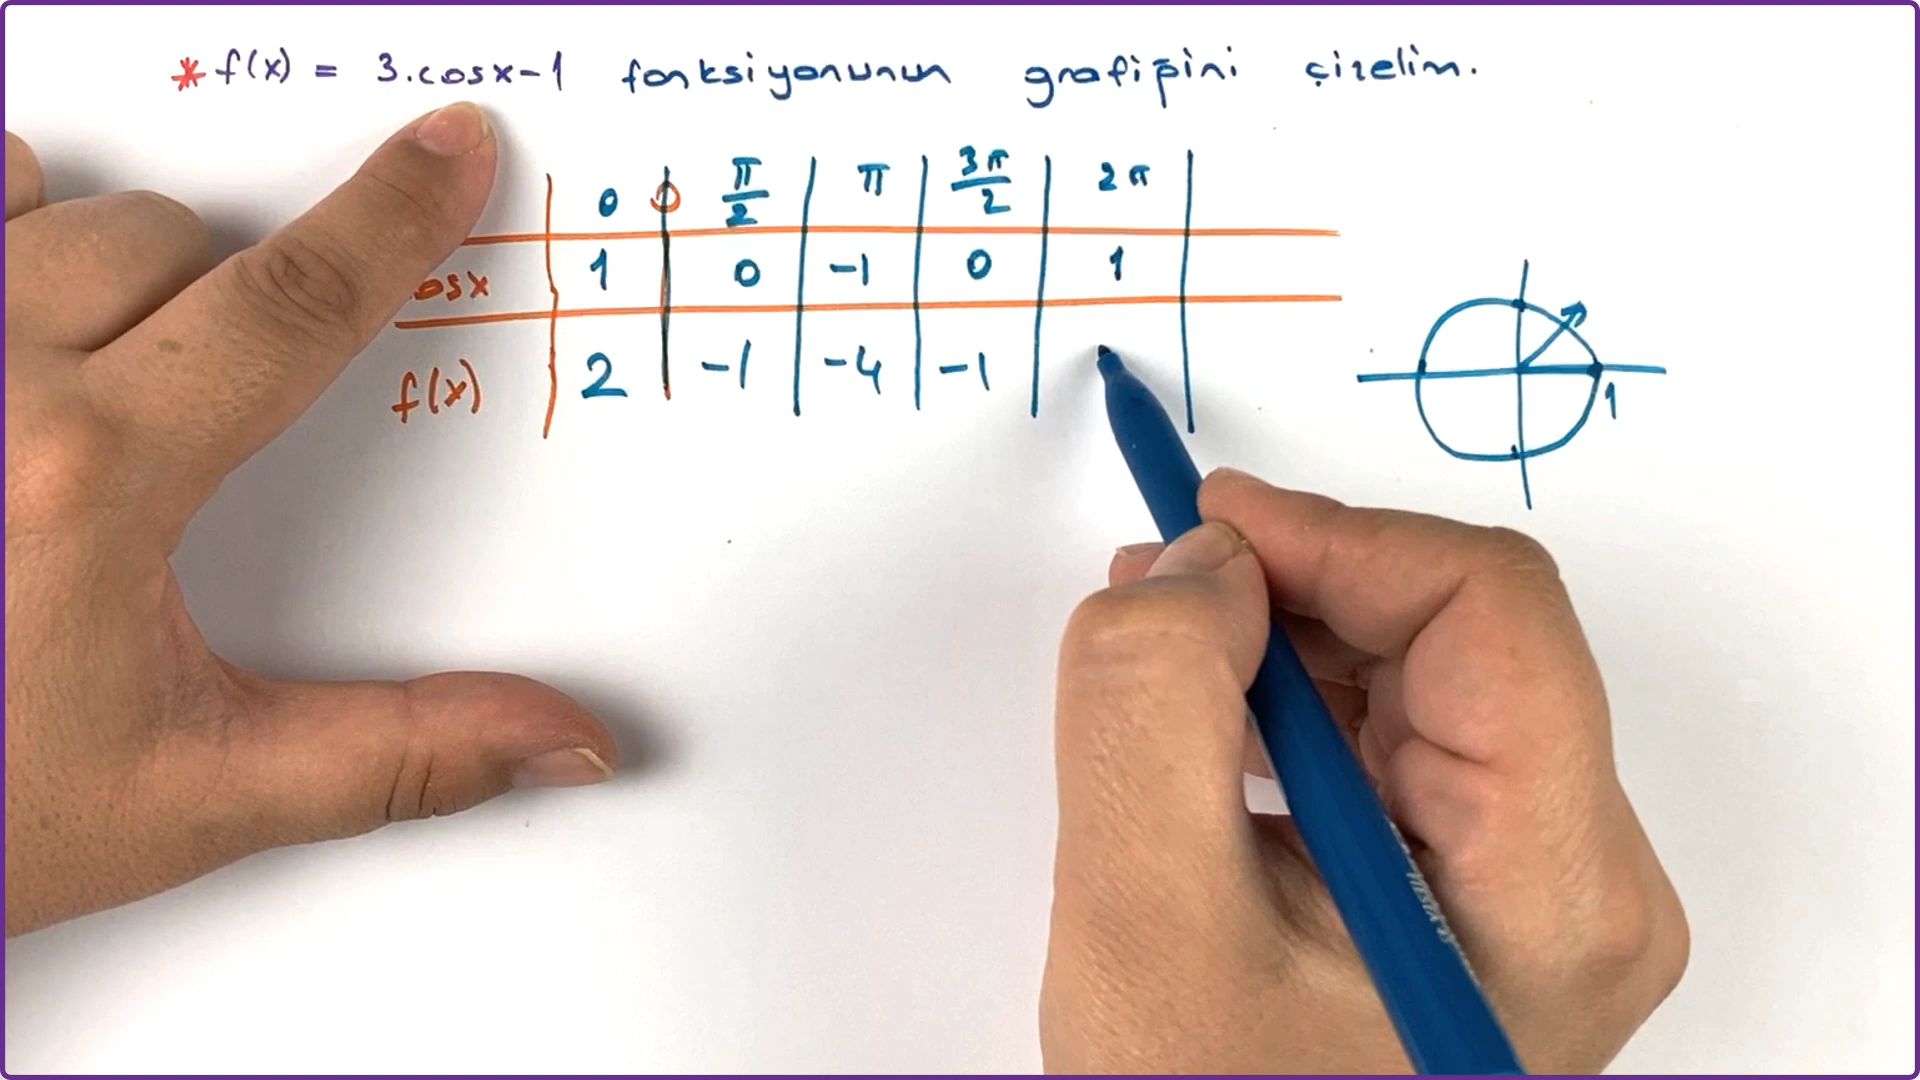 * f(x) = 3.cosx-1 fonksiyonunun grafiğini çizelim.
0 π/2 π 3π/2 2π
cosx 1 0 -1 0 1
f(x) 2 -1 -4 -1
1